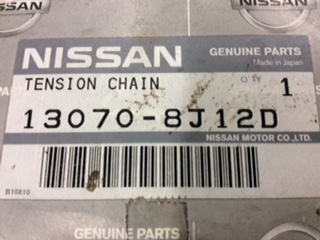 NISSAN
GENUINE PARTS
Made in Japan
TENSION CHAIN
Q'TY
1
13070-8J12D
NISSAN MOTOR CO.,LTD.
B10810
NISSAN
GENUINE PARTS